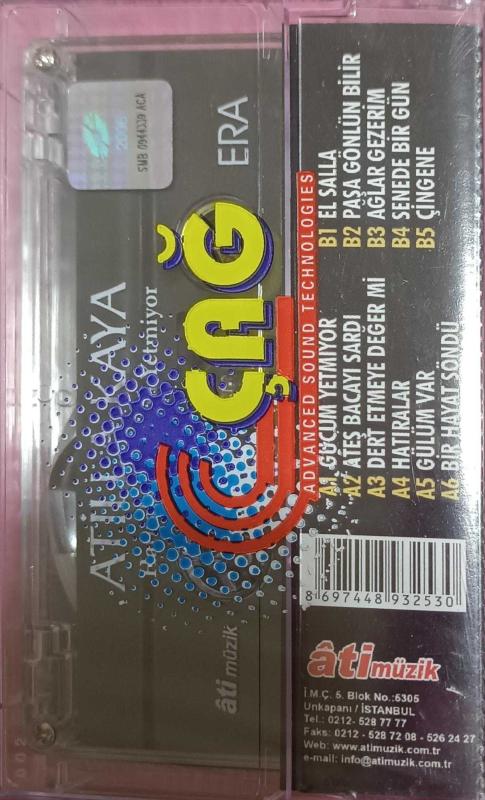 2006
SMB 0944339 ACA
ERA
KAYA
Yetmiyor
âti müzik
ÇAĞ
ADVANCED SOUND TECHNOLOGIES
A1 GÜCÜM YETMİYOR
A2 ATEŞ BACAYI SARDI
A3 DERT ETMEYE DEĞER Mİ
A4 HATIRALAR
A5 GÜLÜM VAR
A6 BİR HAYAT SÖNDÜ
B1 EL SALLA
B2 PAŞA GÖNLÜN BİLİR
B3 AĞLAR GEZERİM
B4 SENEDE BİR GÜN
B5 ÇİNGENE
8 697448 932530
âti müzik
İ.M.Ç. 5. Blok No.:5305
Unkapanı / İSTANBUL
Tel.: 0212- 528 77 77
Faks: 0212 - 528 72 08 - 526 24 27
Web: www.atimuzik.com.tr
e-mail: info@atimuzik.com.tr